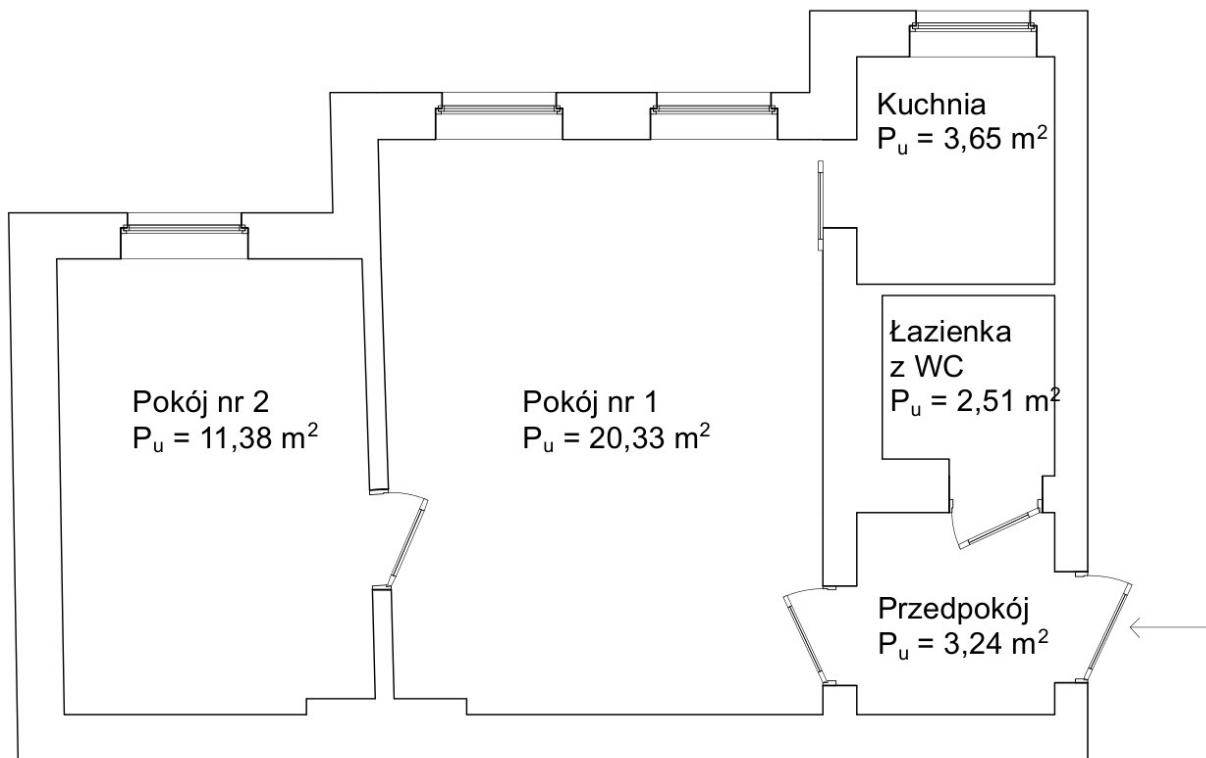 Kuchnia
Pᵤ = 3,65 m²
Łazienka
z WC
Pᵤ = 2,51 m²
Pokój nr 2
Pᵤ = 11,38 m²
Pokój nr 1
Pᵤ = 20,33 m²
Przedpokój
Pᵤ = 3,24 m²